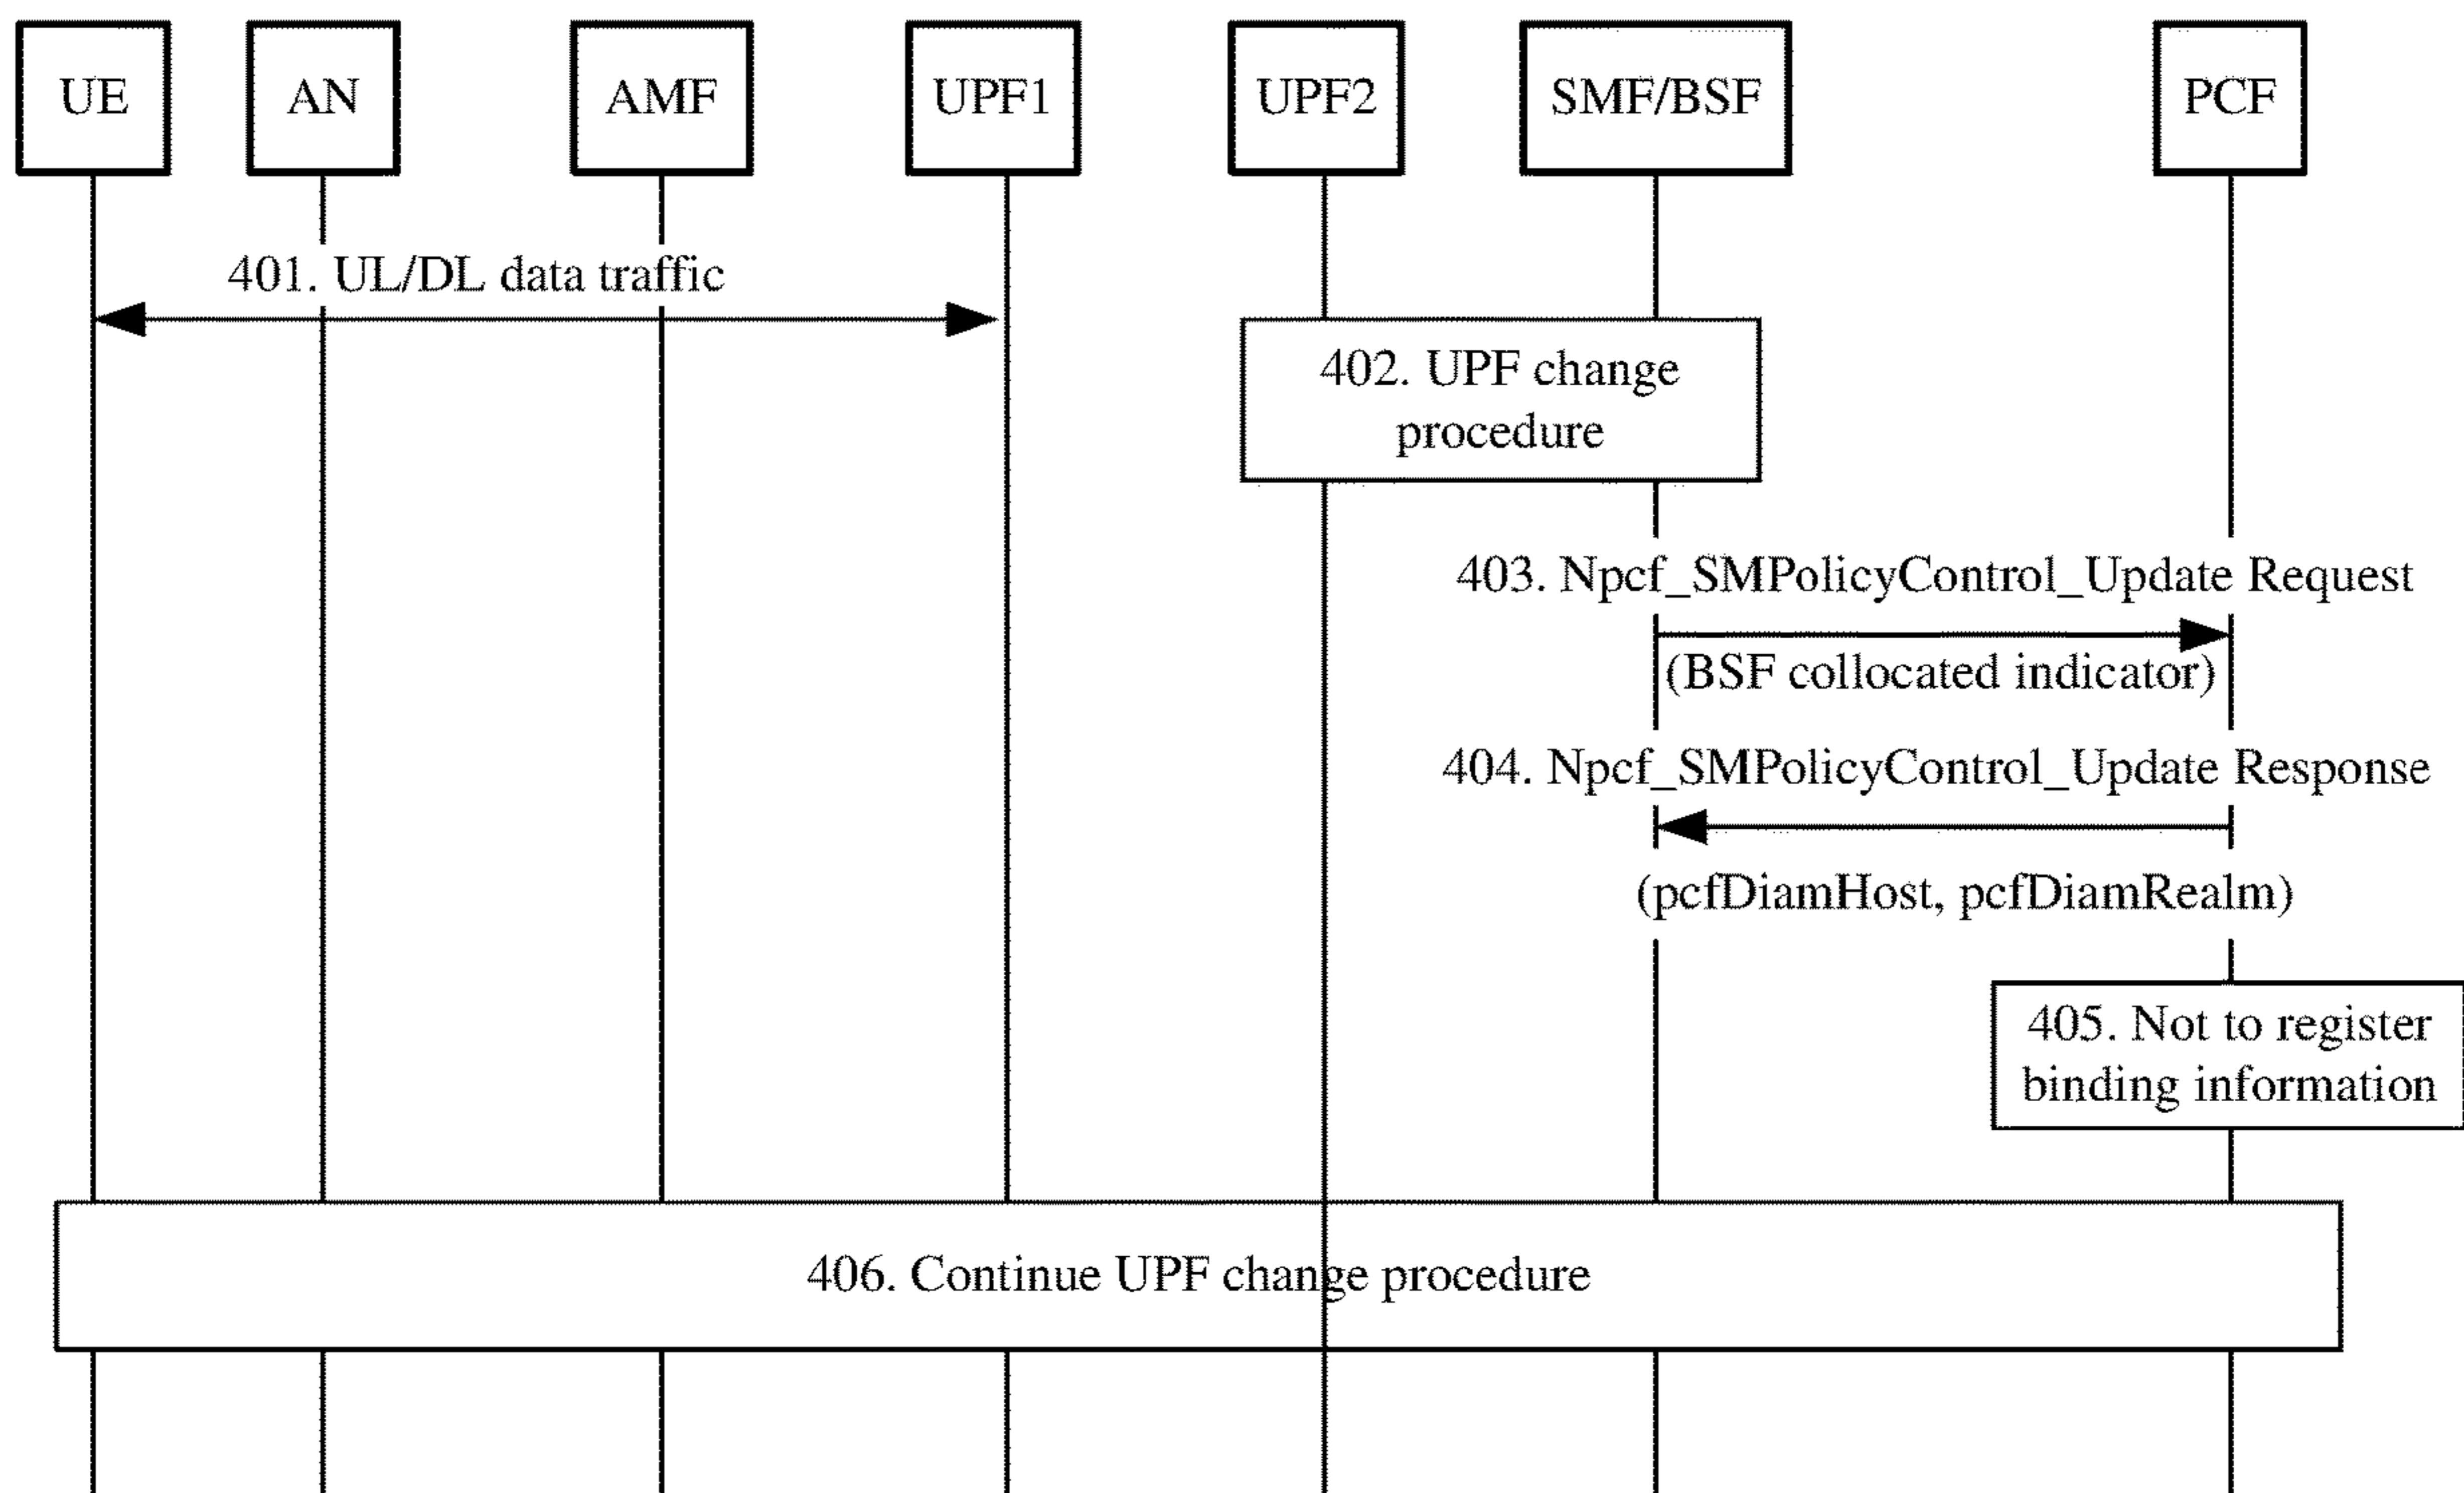 UE
AN
AMF
UPF1
UPF2
SMF/BSF
PCF
401. UL/DL data traffic
402. UPF change
procedure
403. Npcf_SMPolicyControl_Update Request
(BSF collocated indicator)
404. Npcf_SMPolicyControl_Update Response
(pcfDiamHost, pcfDiamRealm)
405. Not to register
binding information
406. Continue UPF change procedure